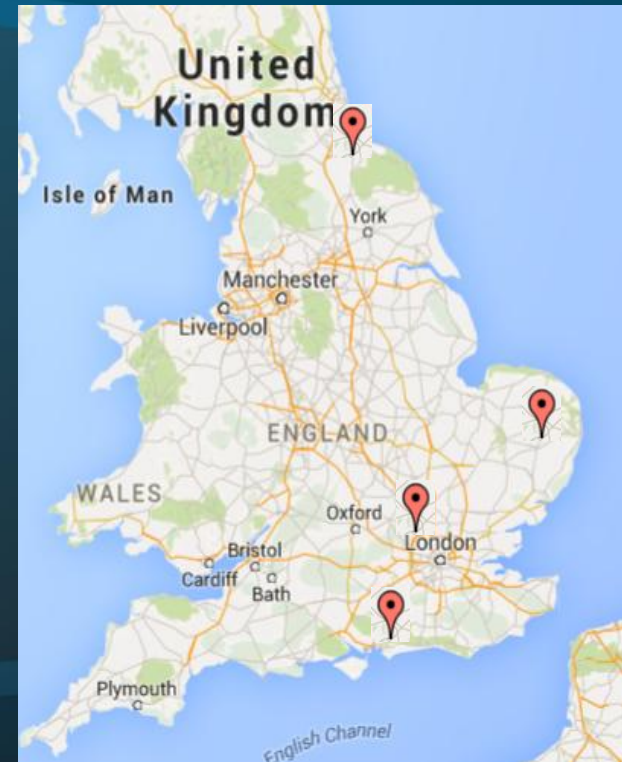 United
Kingdom
Isle of Man
York
Manchester
Liverpool
ENGLAND
WALES
Oxford
London
Bristol
Cardiff
Bath
Plymouth
English Channel